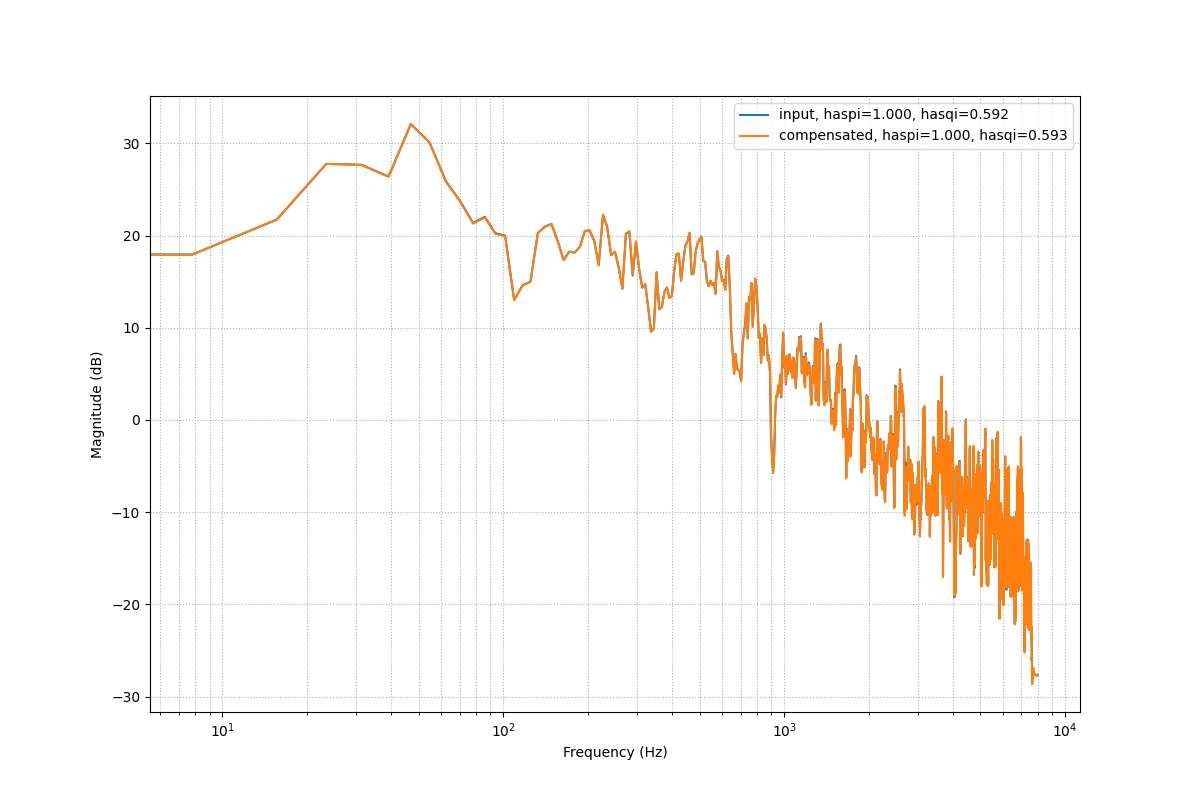 input, haspi=1.000, hasqi=0.592
compensated, haspi=1.000, hasqi=0.593
30
20
10
0
−10
−20
−30
Magnitude (dB)
10¹
10²
10³
10⁴
Frequency (Hz)